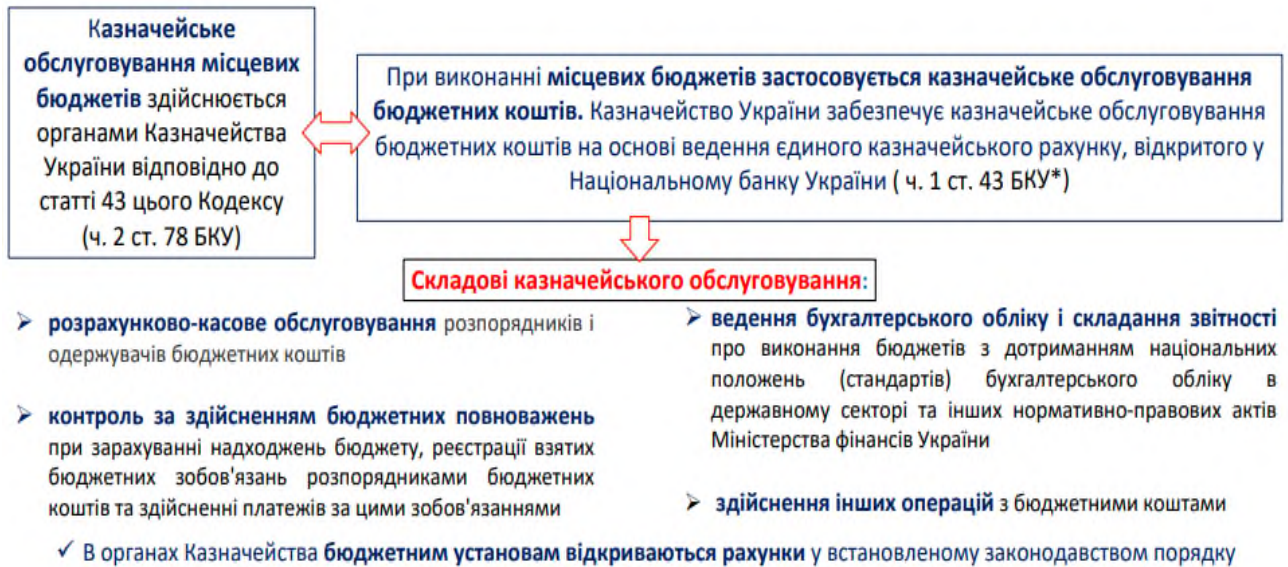 Казначейське
обслуговування місцевих
бюджетів здійснюється
органами Казначейства
України відповідно до
статті 43 цього Кодексу
(ч. 2 ст. 78 БКУ)
При виконанні місцевих бюджетів застосовується казначейське обслуговування
бюджетних коштів. Казначейство України забезпечує казначейське обслуговування
бюджетних коштів на основі ведення єдиного казначейського рахунку, відкритого у
Національному банку України ( ч. 1 ст. 43 БКУ*)
Складові казначейського обслуговування:
➢ розрахунково-касове обслуговування розпорядників і
одержувачів бюджетних коштів
➢ контроль за здійсненням бюджетних повноважень
при зарахуванні надходжень бюджету, реєстрації взятих
бюджетних зобов'язань розпорядниками бюджетних
коштів та здійсненні платежів за цими зобов'язаннями
➢ ведення бухгалтерського обліку і складання звітності
про виконання бюджетів з дотриманням національних
положень (стандартів) бухгалтерського обліку в
державному секторі та інших нормативно-правових актів
Міністерства фінансів України
➢ здійснення інших операцій з бюджетними коштами
✓ В органах Казначейства бюджетним установам відкриваються рахунки у встановленому законодавством порядку